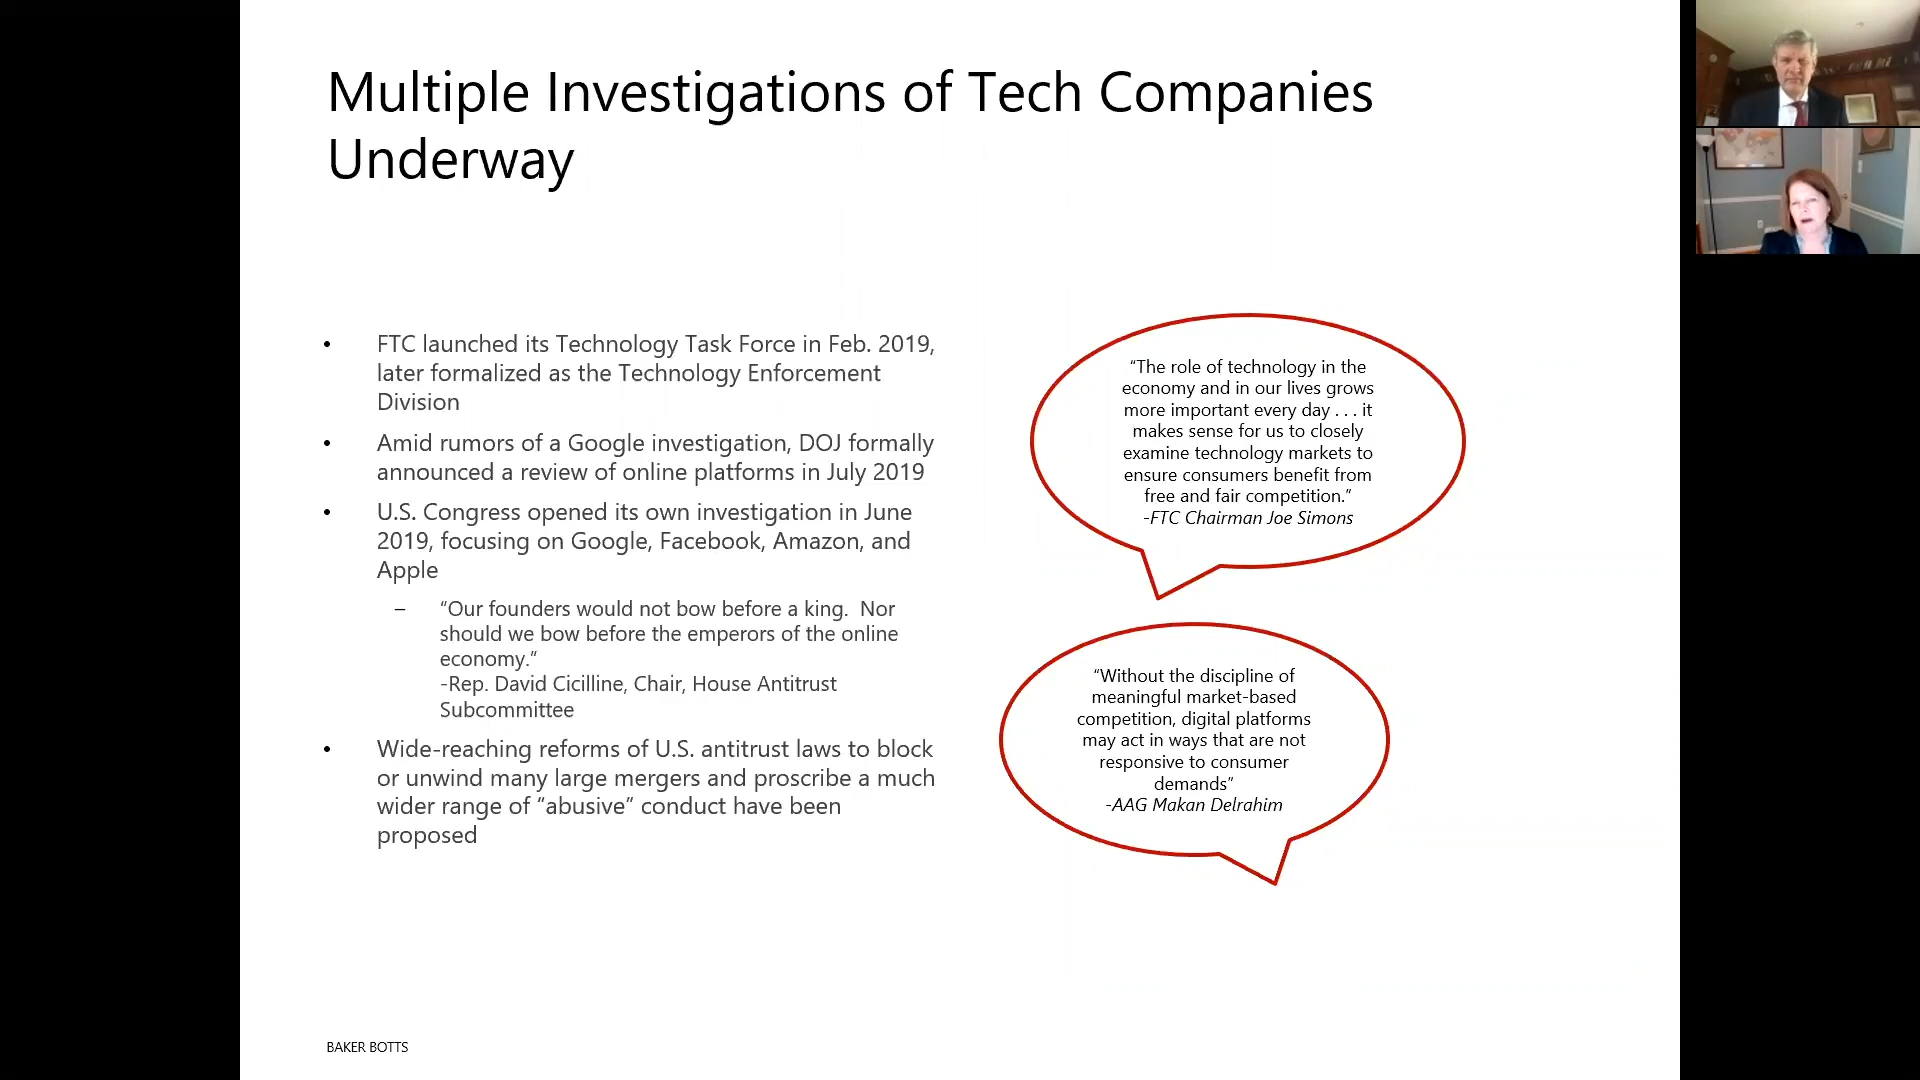 Multiple Investigations of Tech Companies
Underway
• FTC launched its Technology Task Force in Feb. 2019,
later formalized as the Technology Enforcement
Division
• Amid rumors of a Google investigation, DOJ formally
announced a review of online platforms in July 2019
• U.S. Congress opened its own investigation in June
2019, focusing on Google, Facebook, Amazon, and
Apple
– “Our founders would not bow before a king.  Nor
should we bow before the emperors of the online
economy.”
-Rep. David Cicilline, Chair, House Antitrust
Subcommittee
• Wide-reaching reforms of U.S. antitrust laws to block
or unwind many large mergers and proscribe a much
wider range of “abusive” conduct have been
proposed
“The role of technology in the
economy and in our lives grows
more important every day . . . it
makes sense for us to closely
examine technology markets to
ensure consumers benefit from
free and fair competition.”
-FTC Chairman Joe Simons
“Without the discipline of
meaningful market-based
competition, digital platforms
may act in ways that are not
responsive to consumer
demands”
-AAG Makan Delrahim
BAKER BOTTS